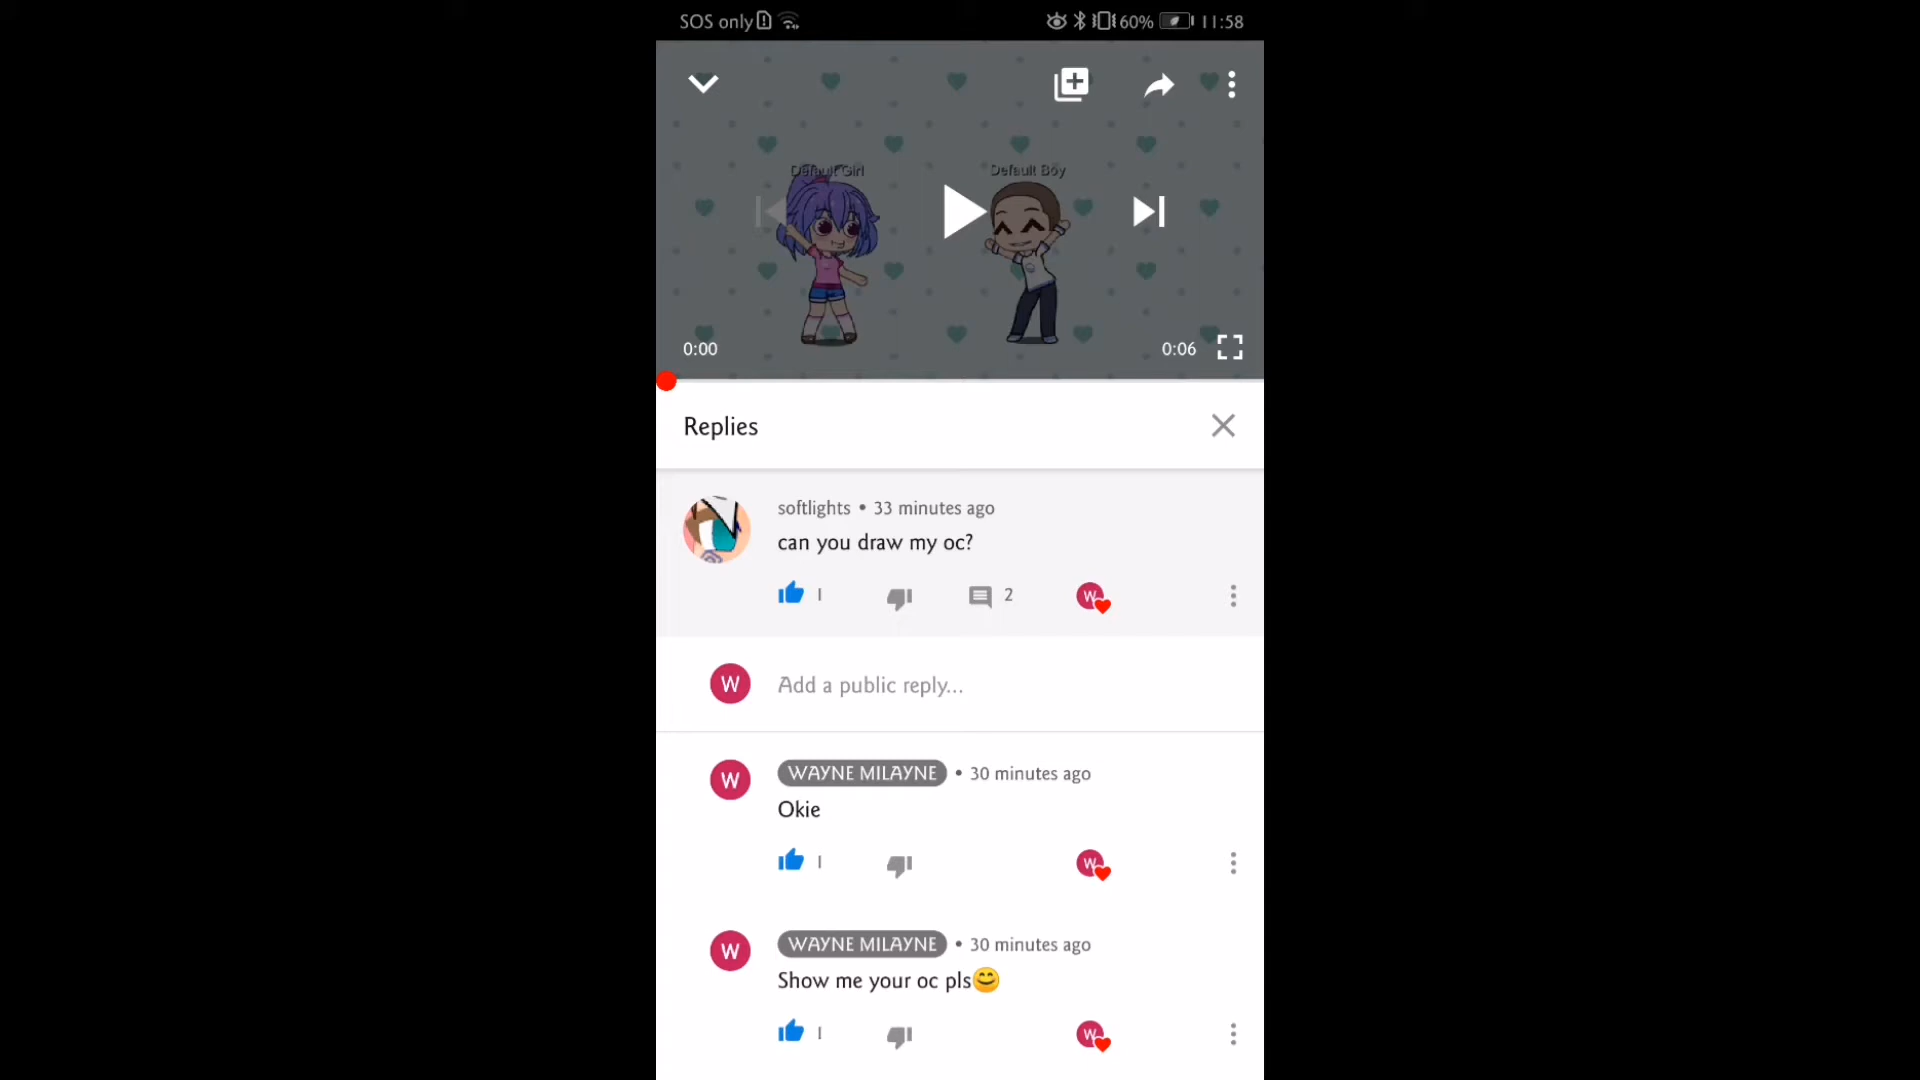 SOS only 60% 11:58
Default Girl Default Boy
0:00 0:06
Replies
softlights • 33 minutes ago
can you draw my oc?
1 2 W
W Add a public reply...
W WAYNE MILAYNE • 30 minutes ago
Okie
1 W
W WAYNE MILAYNE • 30 minutes ago
Show me your oc pls😊
1 W